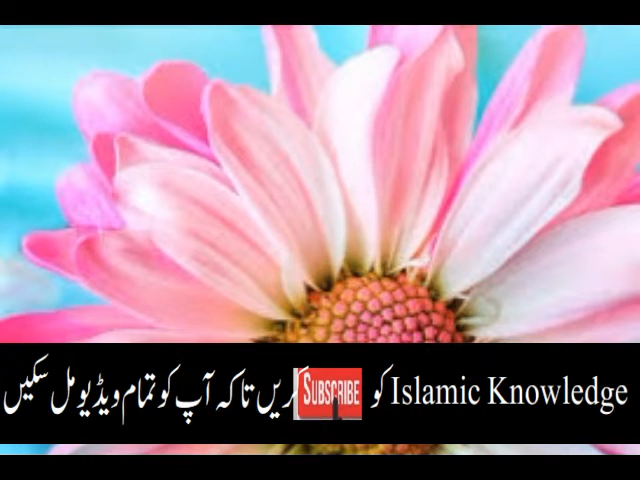 Islamic Knowledge کو SUBSCRIBE کریں تاکہ آپ کو تمام ویڈیو مل سکیں